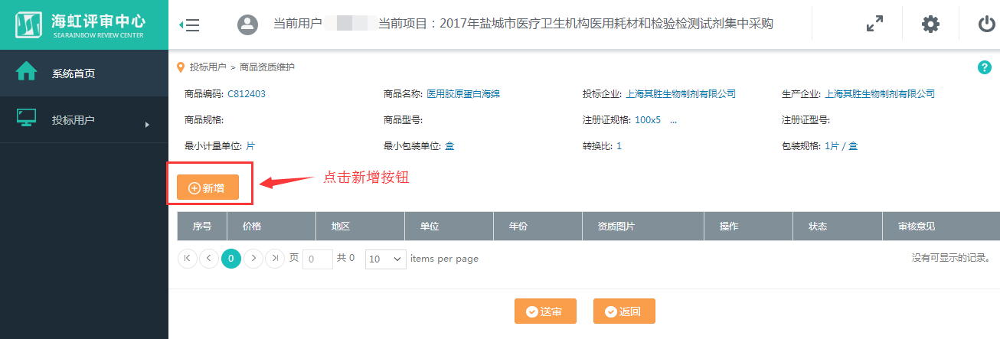 海虹评审中心
SEARAINBOW REVIEW CENTER
当前用户 当前项目：2017年盐城市医疗卫生机构医用耗材和检验检测试剂集中采购
系统首页
投标用户
投标用户 > 商品资质维护
?
商品编码: C812403 商品名称: 医用胶原蛋白海绵 投标企业: 上海其胜生物制剂有限公司 生产企业: 上海其胜生物制剂有限公司
商品规格: 商品型号: 注册证规格: 100x5 ... 注册证型号:
最小计量单位: 片 最小包装单位: 盒 转换比: 1 包装规格: 1片 / 盒
新增
点击新增按钮
序号 价格 地区 单位 年份 资质图片 操作 状态 审核意见
0 页 0 共 0 10 items per page 没有可显示的记录。
送审 返回